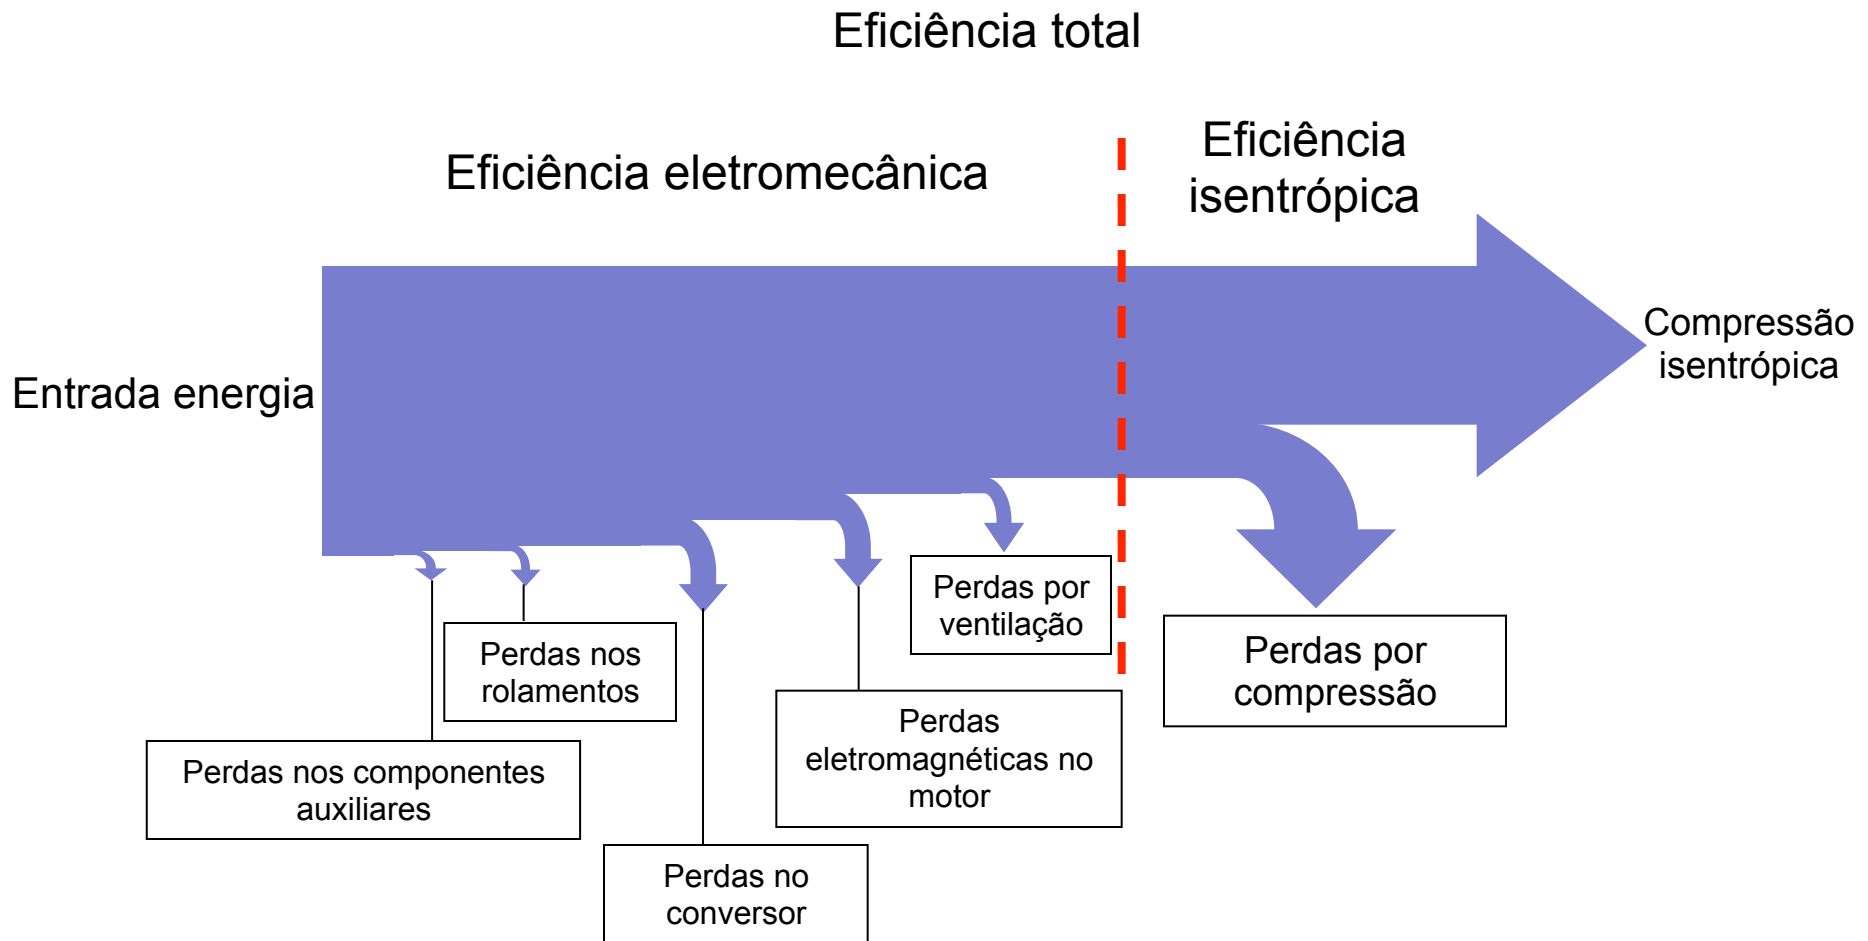 Eficiência total
Eficiência eletromecânica
Eficiência
isentrópica
Entrada energia
Compressão
isentrópica
Perdas por
ventilação
Perdas nos
rolamentos
Perdas por
compressão
Perdas
eletromagnéticas no
motor
Perdas nos componentes
auxiliares
Perdas no
conversor